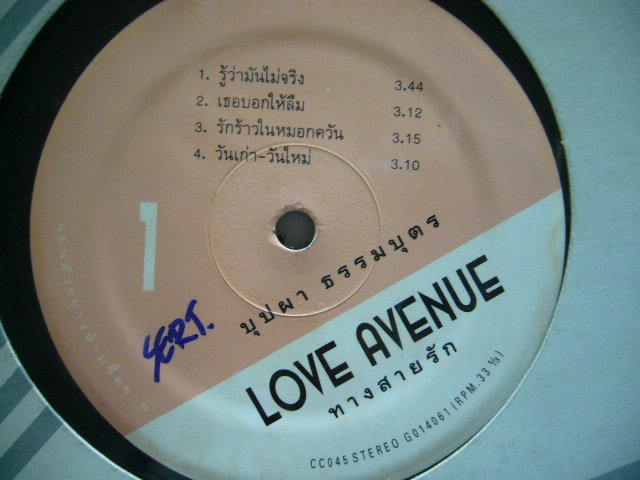 1. รู้ว่ามันไม่จริง 3.44
2. เธอบอกให้ลืม 3.12
3. รักร้าวในหมอกควัน 3.15
4. วันเก่า-วันใหม่ 3.10
1
SERT.
บุปผา ธรรมบุตร
LOVE AVENUE
ทางสายรัก
CC045 STEREO G014061 (RPM. 33 ⅓)